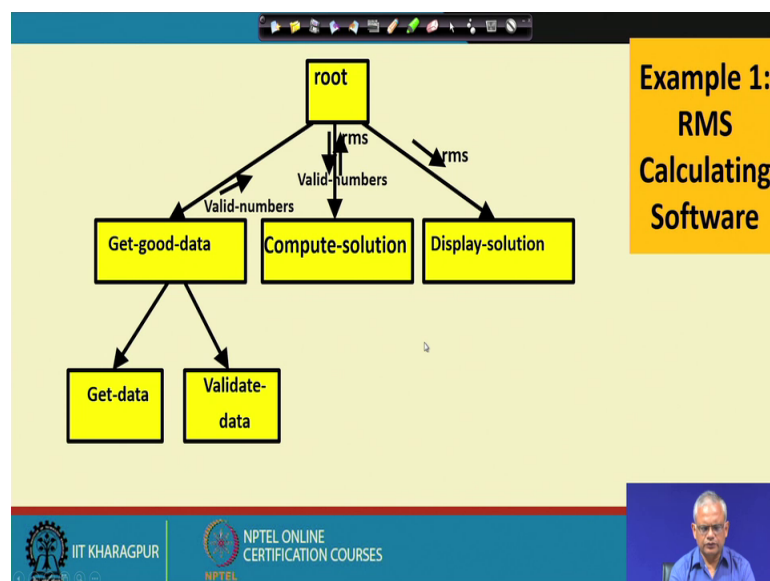 Example 1:
RMS
Calculating
Software
root
rms
Valid-numbers
rms
Valid-numbers
Get-good-data
Compute-solution
Display-solution
Get-data
Validate-
data
IIT KHARAGPUR
NPTEL
NPTEL ONLINE
CERTIFICATION COURSES